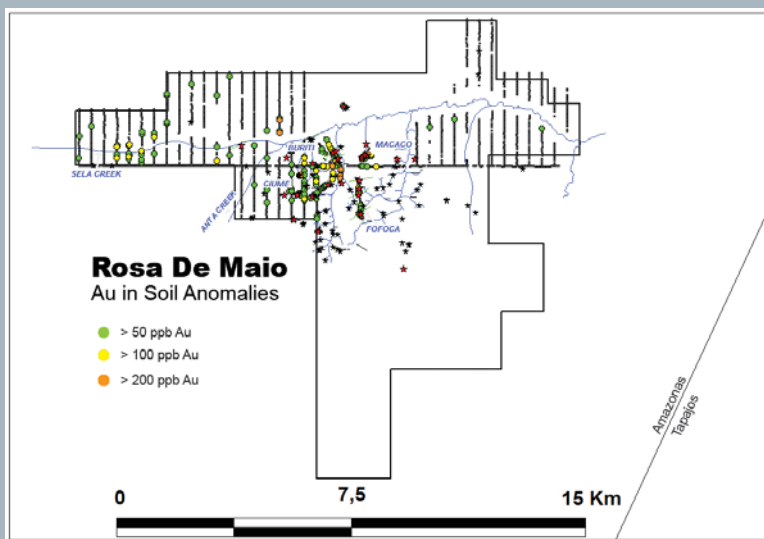 BURITI
MACACO
SELA CREEK
CIUME
ANTA CREEK
FOFOCA
Rosa De Maio
Au in Soil Anomalies
> 50 ppb Au
> 100 ppb Au
> 200 ppb Au
Amazonas
Tapajos
0 7,5 15 Km